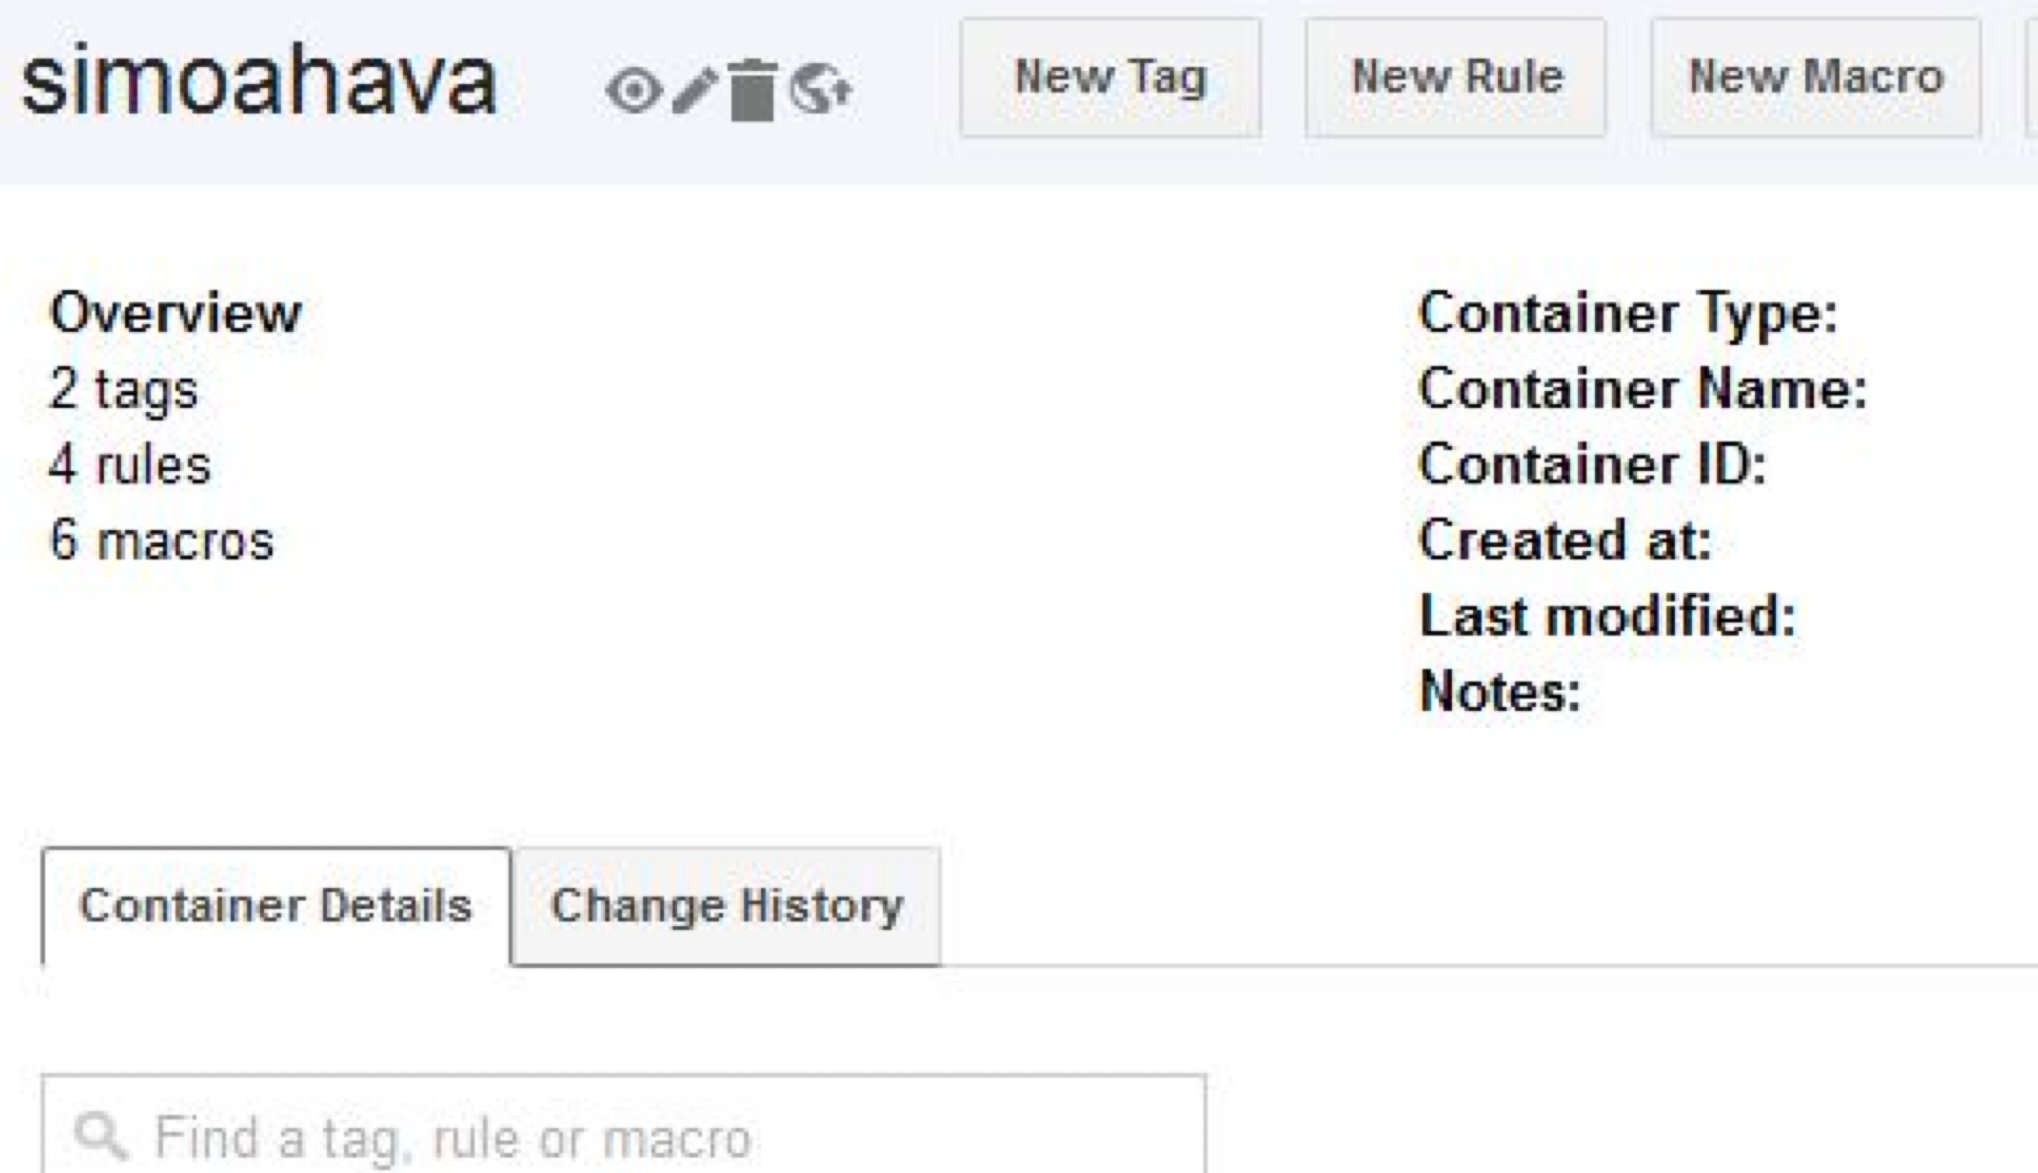 simoahava New Tag New Rule New Macro
Overview
2 tags
4 rules
6 macros
Container Type:
Container Name:
Container ID:
Created at:
Last modified:
Notes:
Container Details Change History
Find a tag, rule or macro